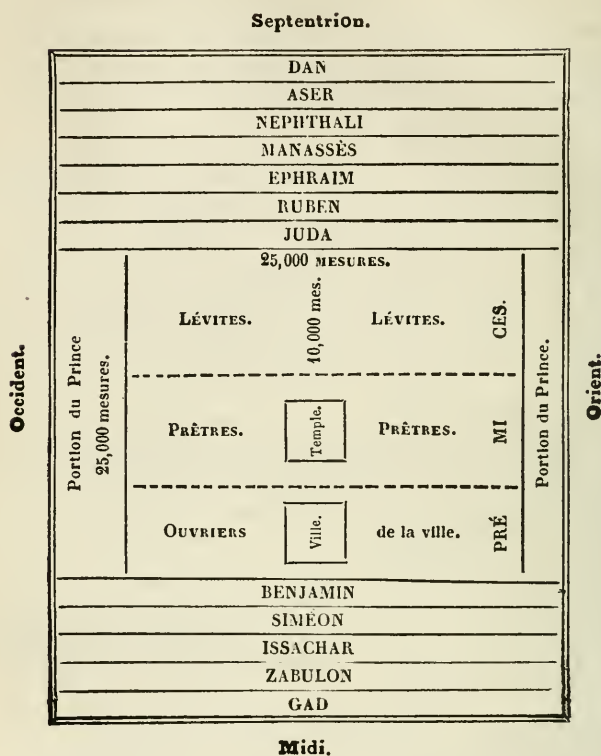 Septentrion.
DAN
ASER
NEPHTHALI
MANASSÈS
EPHRAIM
RUBEN
JUDA
25,000 MESURES.
Occident.
Portion du Prince
25,000 mesures.
LÉVITES.
10,000 mes.
LÉVITES.
CES.
Portion du Prince.
Orient.
PRÊTRES.
Temple.
PRÊTRES.
MI
OUVRIERS
Ville.
de la ville.
PRÉ
BENJAMIN
SIMÉON
ISSACHAR
ZABULON
GAD
Midi.